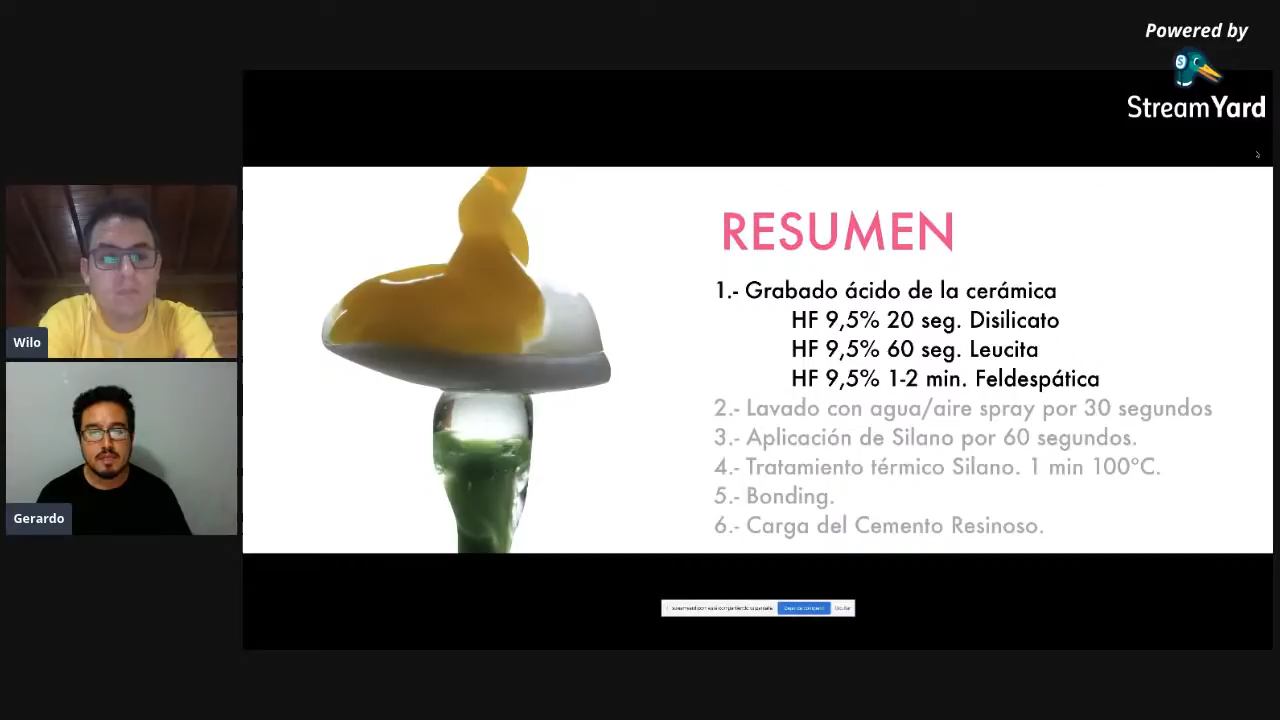 Powered by
StreamYard
Wilo
Gerardo
RESUMEN
1.- Grabado ácido de la cerámica
HF 9,5% 20 seg. Disilicato
HF 9,5% 60 seg. Leucita
HF 9,5% 1-2 min. Feldespática
2.- Lavado con agua/aire spray por 30 segundos
3.- Aplicación de Silano por 60 segundos.
4.- Tratamiento térmico Silano. 1 min 100°C.
5.- Bonding.
6.- Carga del Cemento Resinoso.
Ocultar